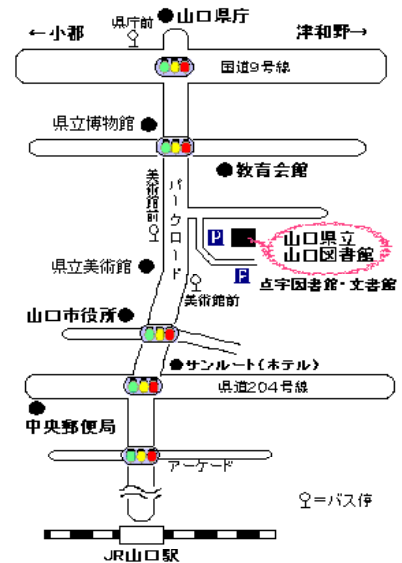 県庁前
●山口県庁
←小郡
津和野→
国道9号線
県立博物館●
●教育会館
美術館前
パークロード
P
山口県立
山口図書館
県立美術館●
P
点字図書館・文書館
美術館前
山口市役所●
●サンルート(ホテル)
県道204号線
中央郵便局
アーケード
=バス停
JR山口駅